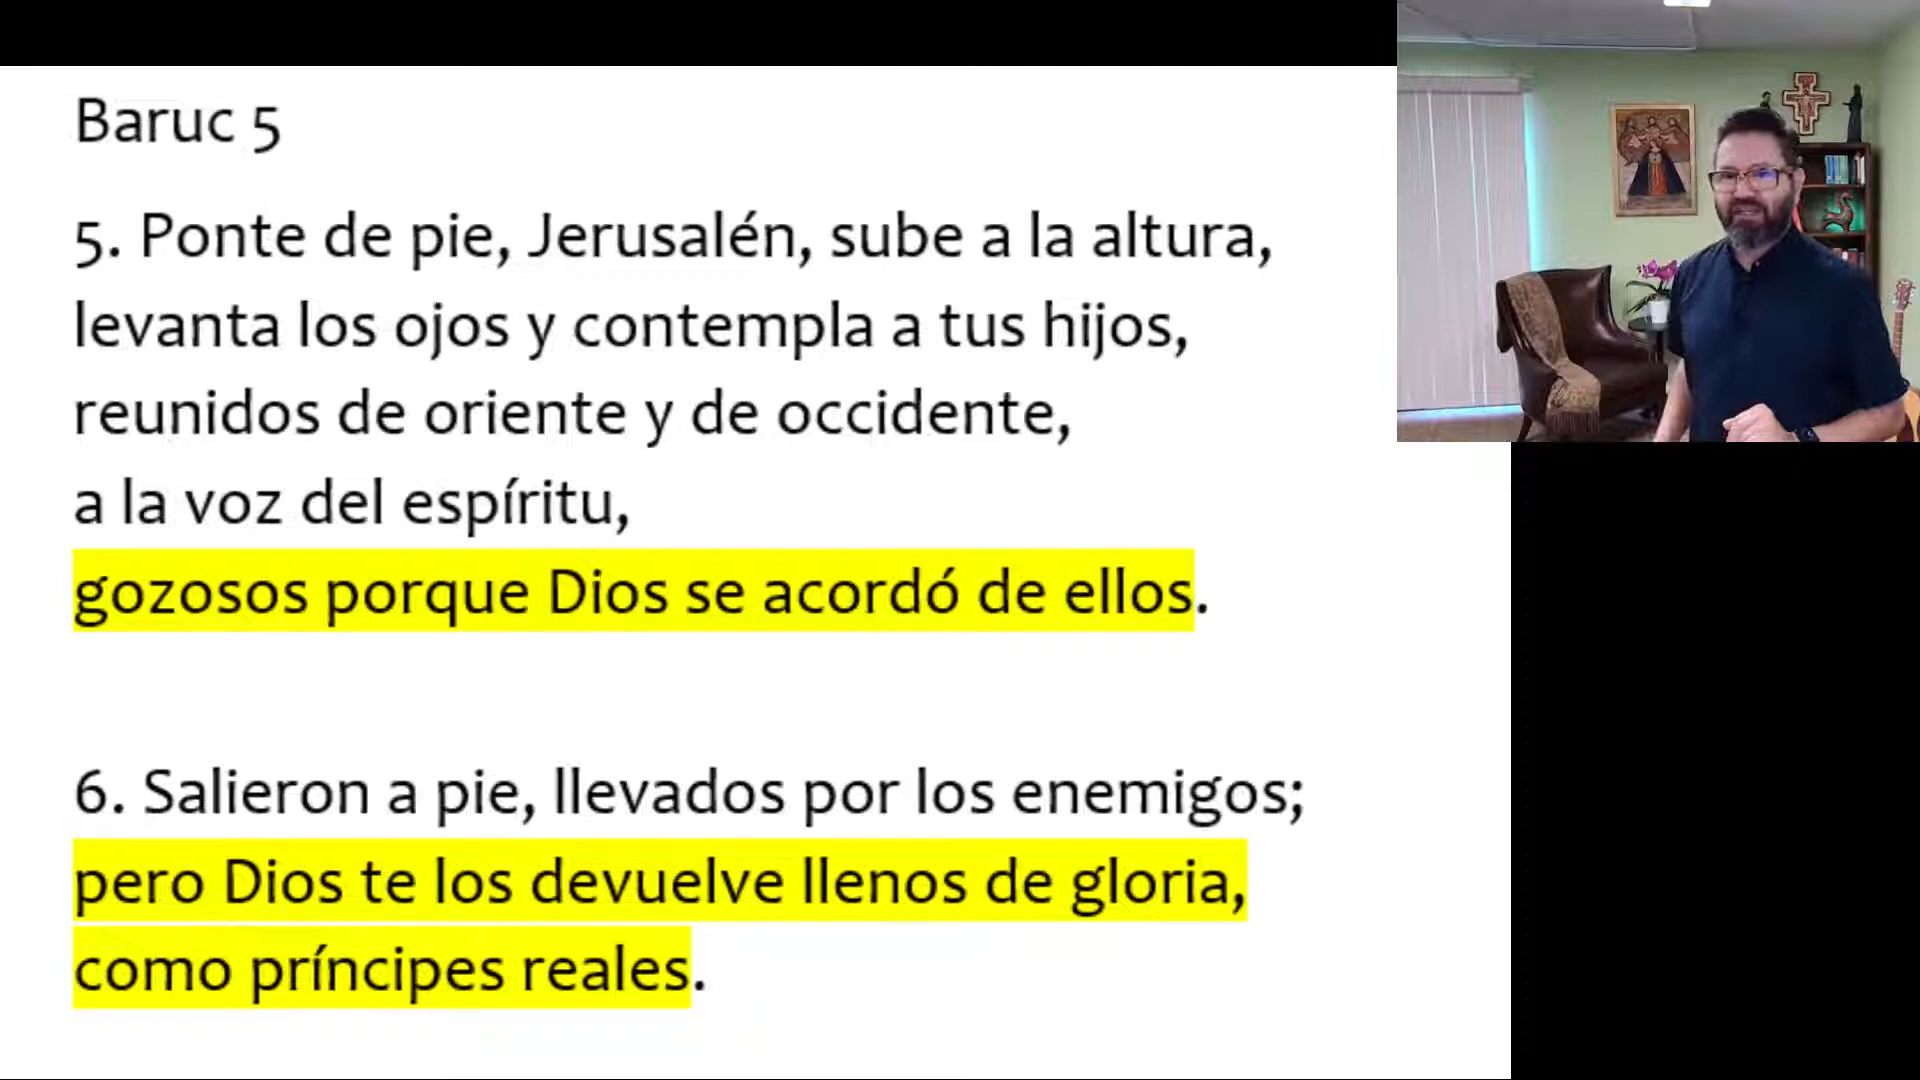 Baruc 5
5. Ponte de pie, Jerusalén, sube a la altura,
levanta los ojos y contempla a tus hijos,
reunidos de oriente y de occidente,
a la voz del espíritu,
gozosos porque Dios se acordó de ellos.
6. Salieron a pie, llevados por los enemigos;
pero Dios te los devuelve llenos de gloria,
como príncipes reales.